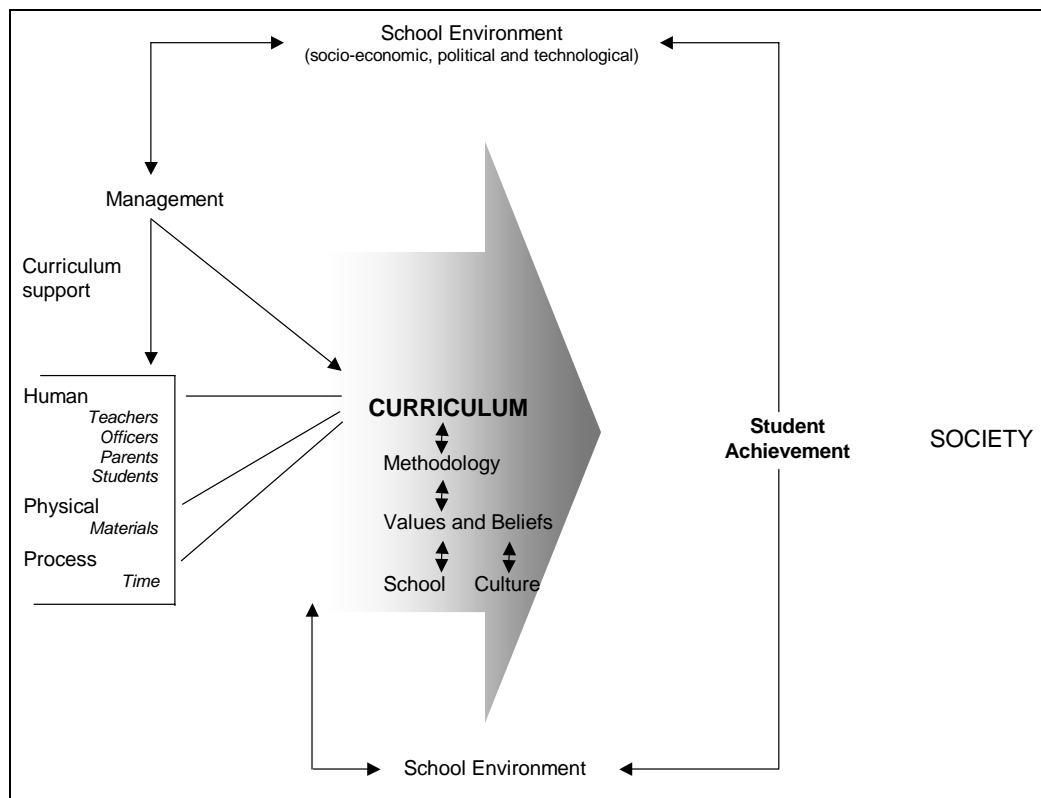 School Environment
(socio-economic, political and technological)
Management
Curriculum
support
Human
Teachers
Officers
Parents
Students
Physical
Materials
Process
Time
CURRICULUM
Methodology
Values and Beliefs
School Culture
Student
Achievement
SOCIETY
School Environment